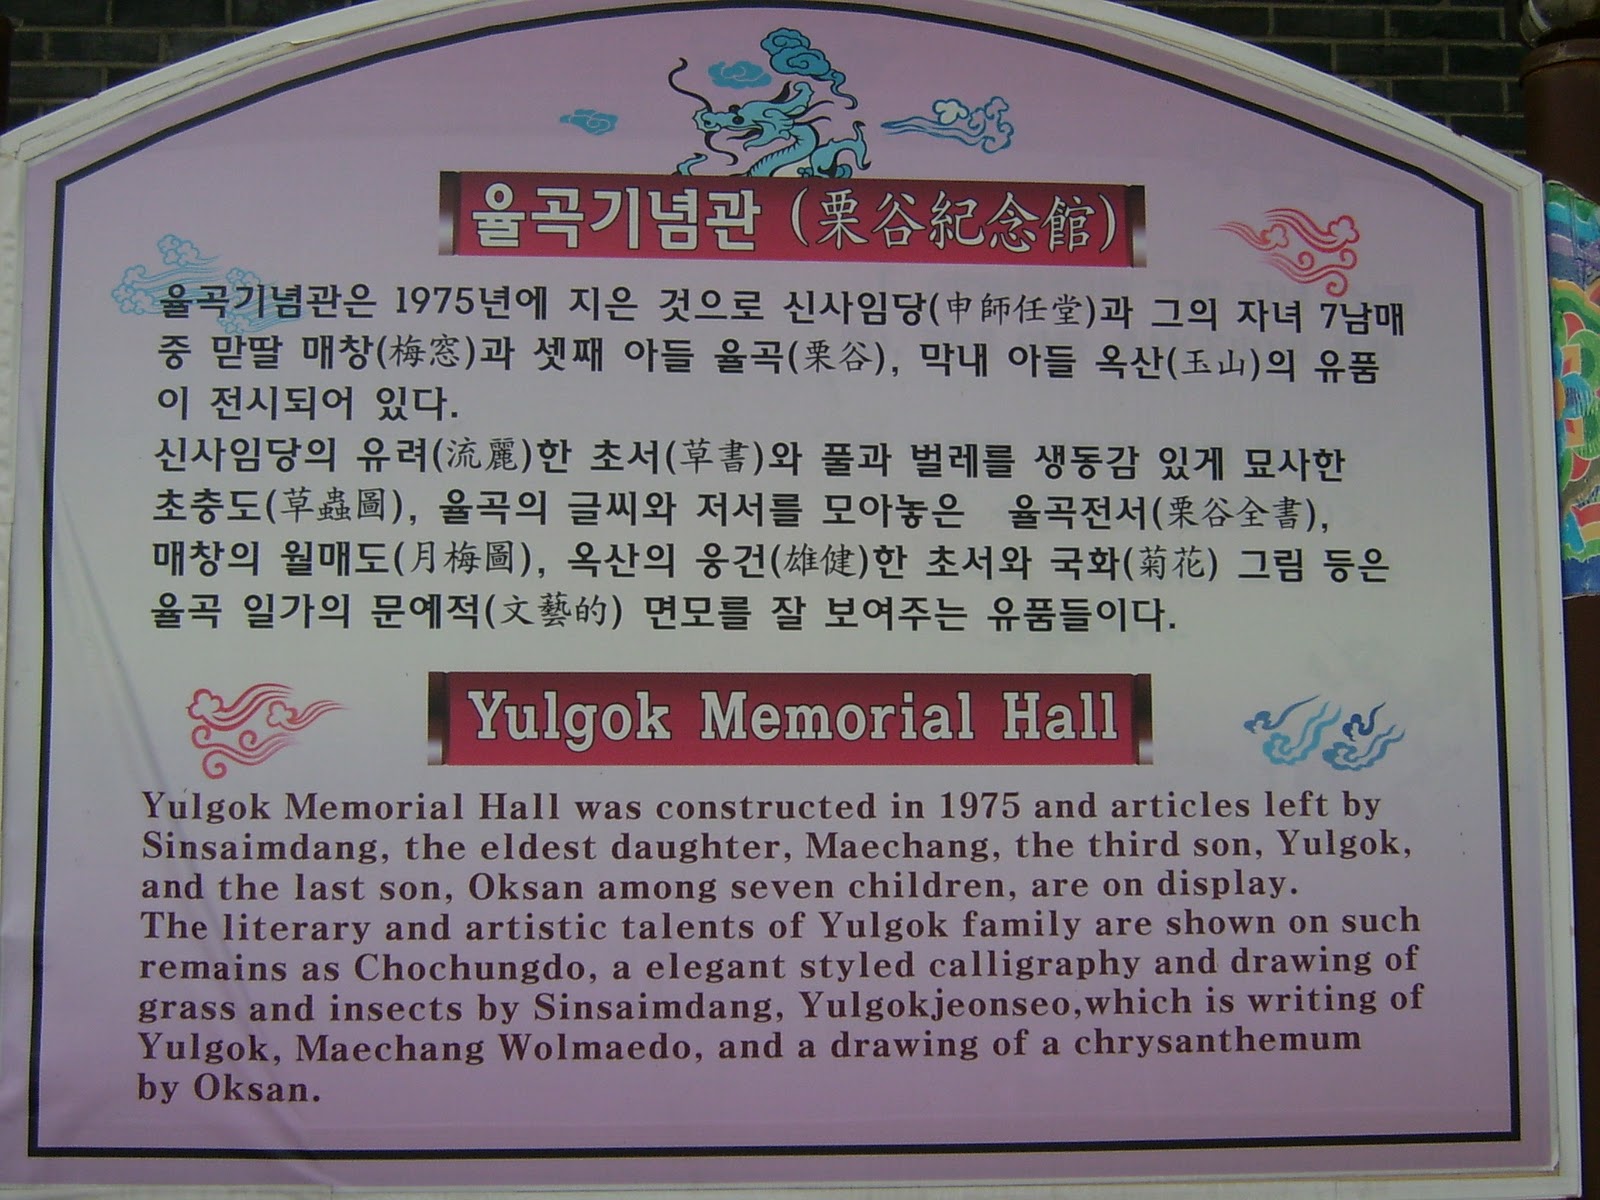 율곡기념관 (栗谷紀念館)
율곡기념관은 1975년에 지은 것으로 신사임당(申師任堂)과 그의 자녀 7남매
중 맏딸 매창(梅窓)과 셋째 아들 율곡(栗谷), 막내 아들 옥산(玉山)의 유품
이 전시되어 있다.
신사임당의 유려(流麗)한 초서(草書)와 풀과 벌레를 생동감 있게 묘사한
초충도(草蟲圖), 율곡의 글씨와 저서를 모아놓은 율곡전서(栗谷全書),
매창의 월매도(月梅圖), 옥산의 웅건(雄健)한 초서와 국화(菊花) 그림 등은
율곡 일가의 문예적(文藝的) 면모를 잘 보여주는 유품들이다.
Yulgok Memorial Hall
Yulgok Memorial Hall was constructed in 1975 and articles left by
Sinsaimdang, the eldest daughter, Maechang, the third son, Yulgok,
and the last son, Oksan among seven children, are on display.
The literary and artistic talents of Yulgok family are shown on such
remains as Chochungdo, a elegant styled calligraphy and drawing of
grass and insects by Sinsaimdang, Yulgokjeonseo,which is writing of
Yulgok, Maechang Wolmaedo, and a drawing of a chrysanthemum
by Oksan.